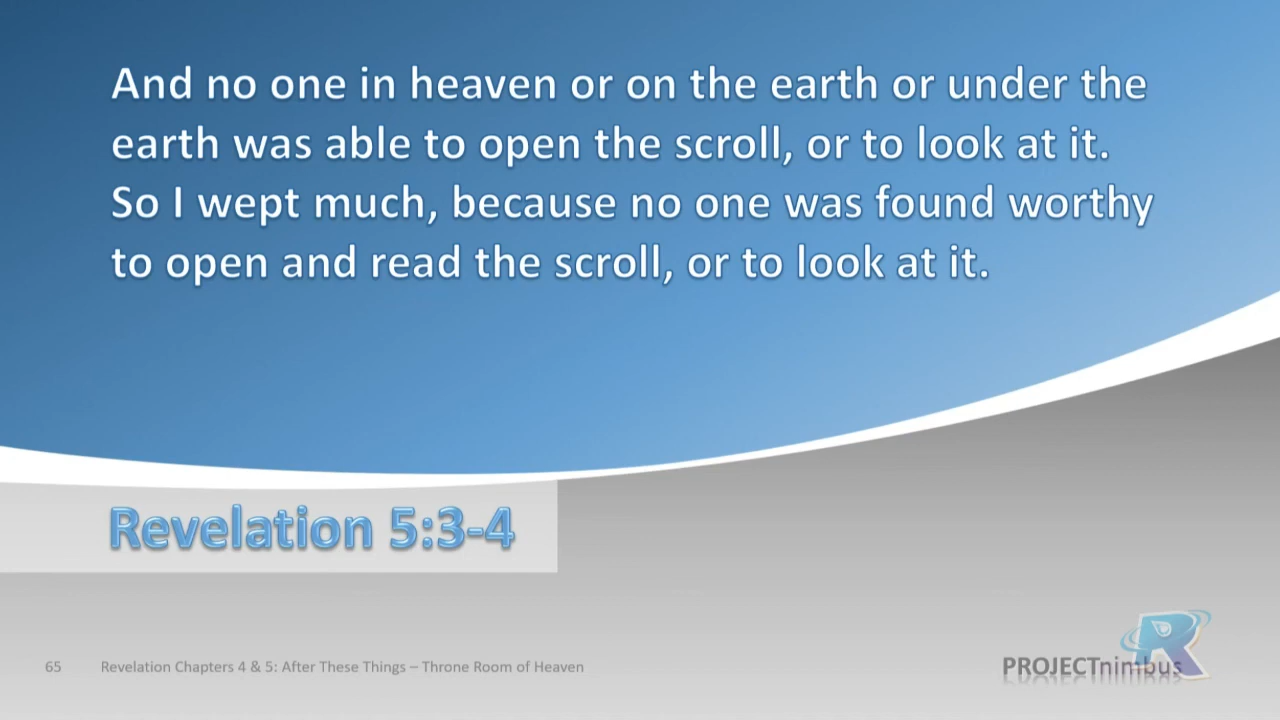 And no one in heaven or on the earth or under the
earth was able to open the scroll, or to look at it.
So I wept much, because no one was found worthy
to open and read the scroll, or to look at it.
Revelation 5:3-4
65
Revelation Chapters 4 & 5: After These Things – Throne Room of Heaven
R
PROJECTnimbus